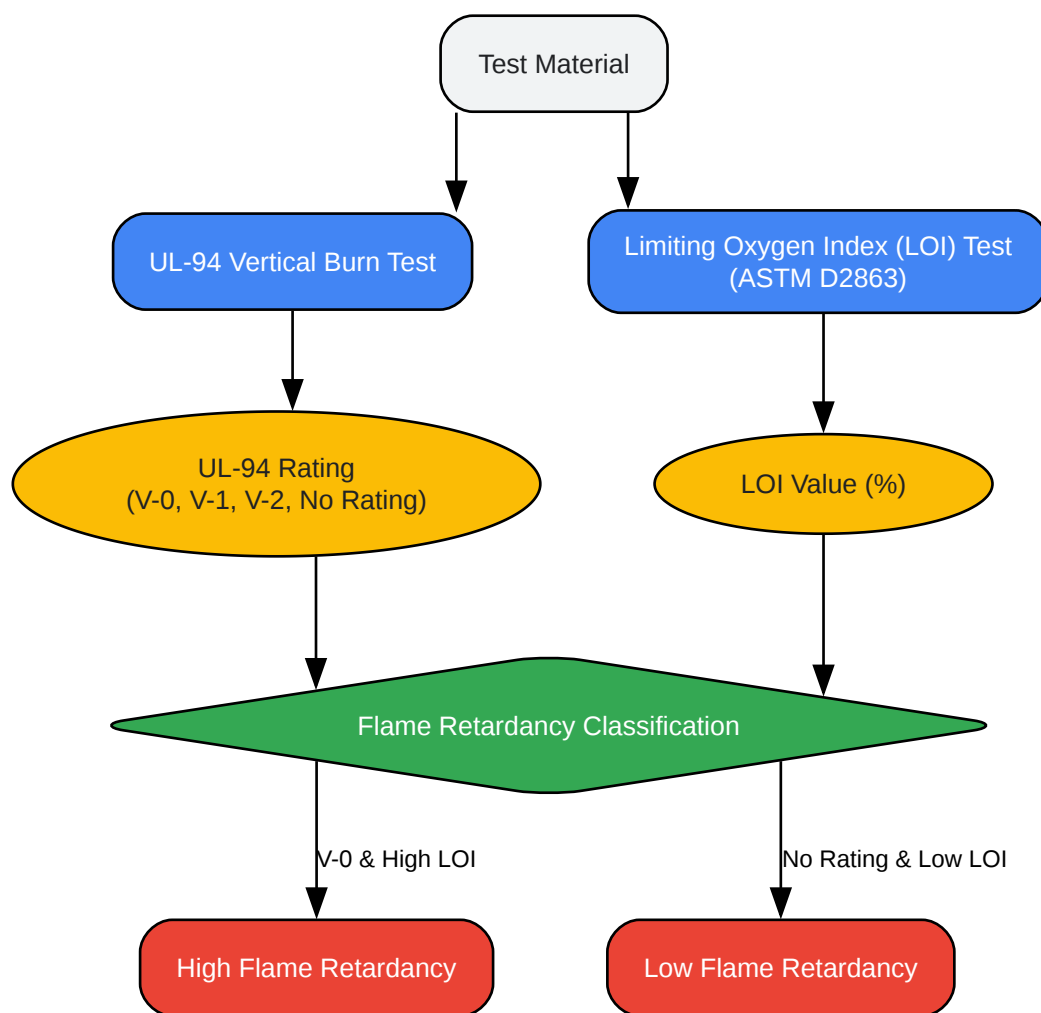 Test Material
UL-94 Vertical Burn Test
Limiting Oxygen Index (LOI) Test
(ASTM D2863)
UL-94 Rating
(V-0, V-1, V-2, No Rating)
LOI Value (%)
Flame Retardancy Classification
V-0 & High LOI
No Rating & Low LOI
High Flame Retardancy
Low Flame Retardancy